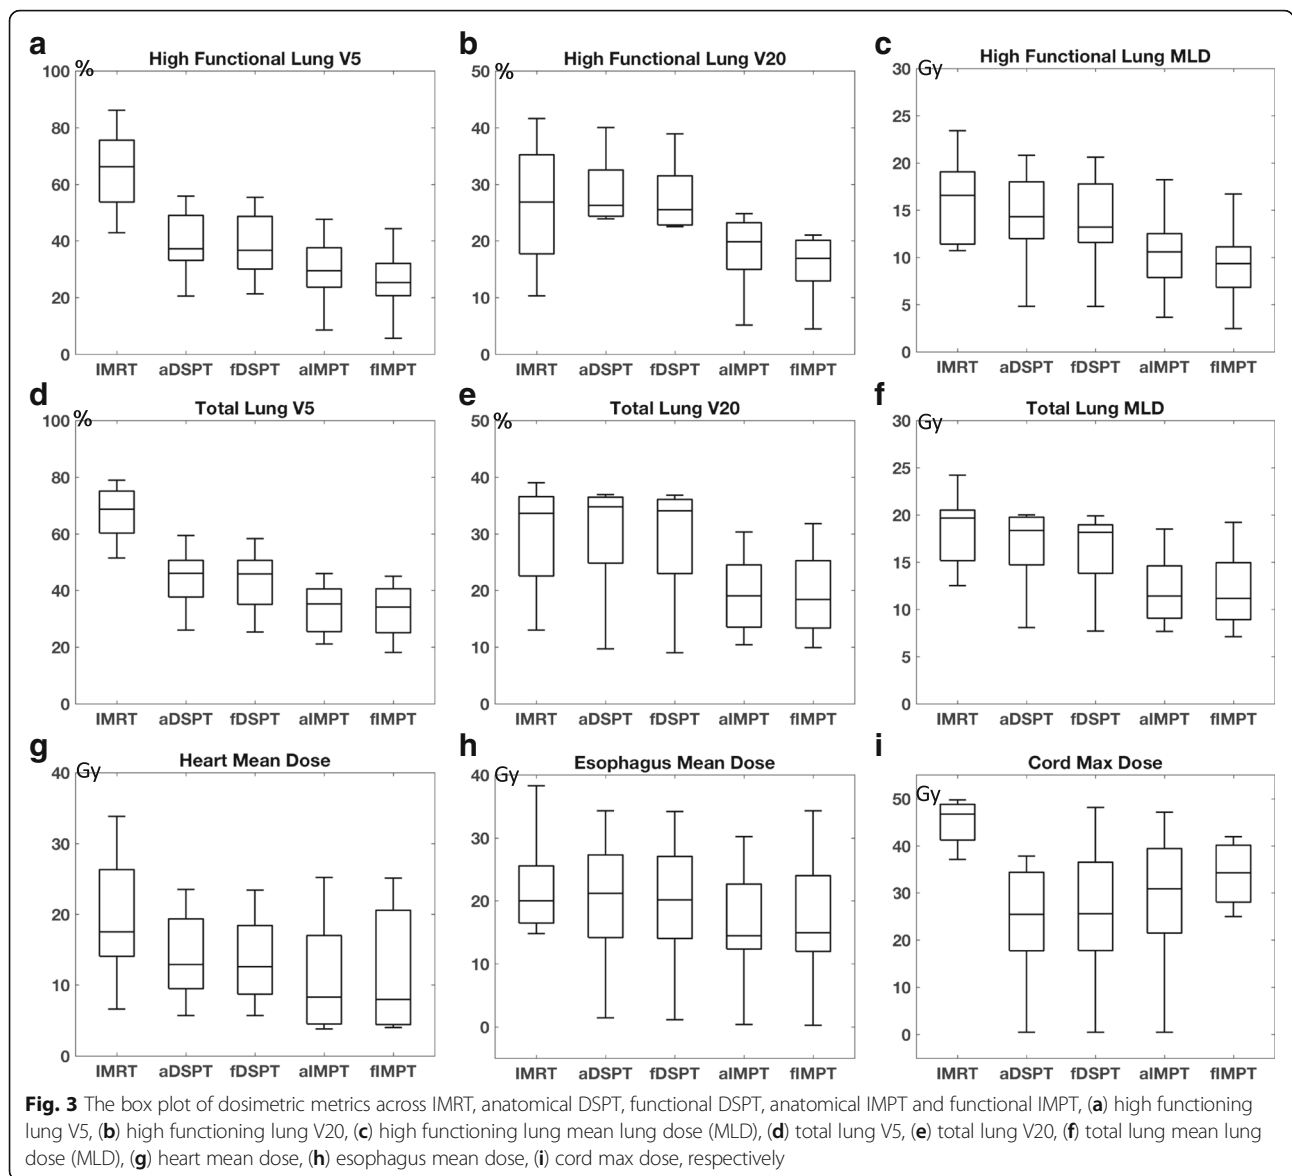 a
High Functional Lung V5
%
100
80
60
40
20
0
IMRT aDSPT fDSPT aIMPT fIMPT
b
High Functional Lung V20
%
50
40
30
20
10
0
IMRT aDSPT fDSPT aIMPT fIMPT
c
High Functional Lung MLD
Gy
30
25
20
15
10
5
0
IMRT aDSPT fDSPT aIMPT fIMPT
d
Total Lung V5
%
100
80
60
40
20
0
IMRT aDSPT fDSPT aIMPT fIMPT
e
Total Lung V20
%
50
40
30
20
10
0
IMRT aDSPT fDSPT aIMPT fIMPT
f
Total Lung MLD
Gy
30
25
20
15
10
5
0
IMRT aDSPT fDSPT aIMPT fIMPT
g
Heart Mean Dose
Gy
40
30
20
10
0
IMRT aDSPT fDSPT aIMPT fIMPT
h
Esophagus Mean Dose
Gy
40
30
20
10
0
IMRT aDSPT fDSPT aIMPT fIMPT
i
Cord Max Dose
Gy
50
40
30
20
10
0
IMRT aDSPT fDSPT aIMPT fIMPT
Fig. 3 The box plot of dosimetric metrics across IMRT, anatomical DSPT, functional DSPT, anatomical IMPT and functional IMPT, (a) high functioning
lung V5, (b) high functioning lung V20, (c) high functioning lung mean lung dose (MLD), (d) total lung V5, (e) total lung V20, (f) total lung mean lung
dose (MLD), (g) heart mean dose, (h) esophagus mean dose, (i) cord max dose, respectively